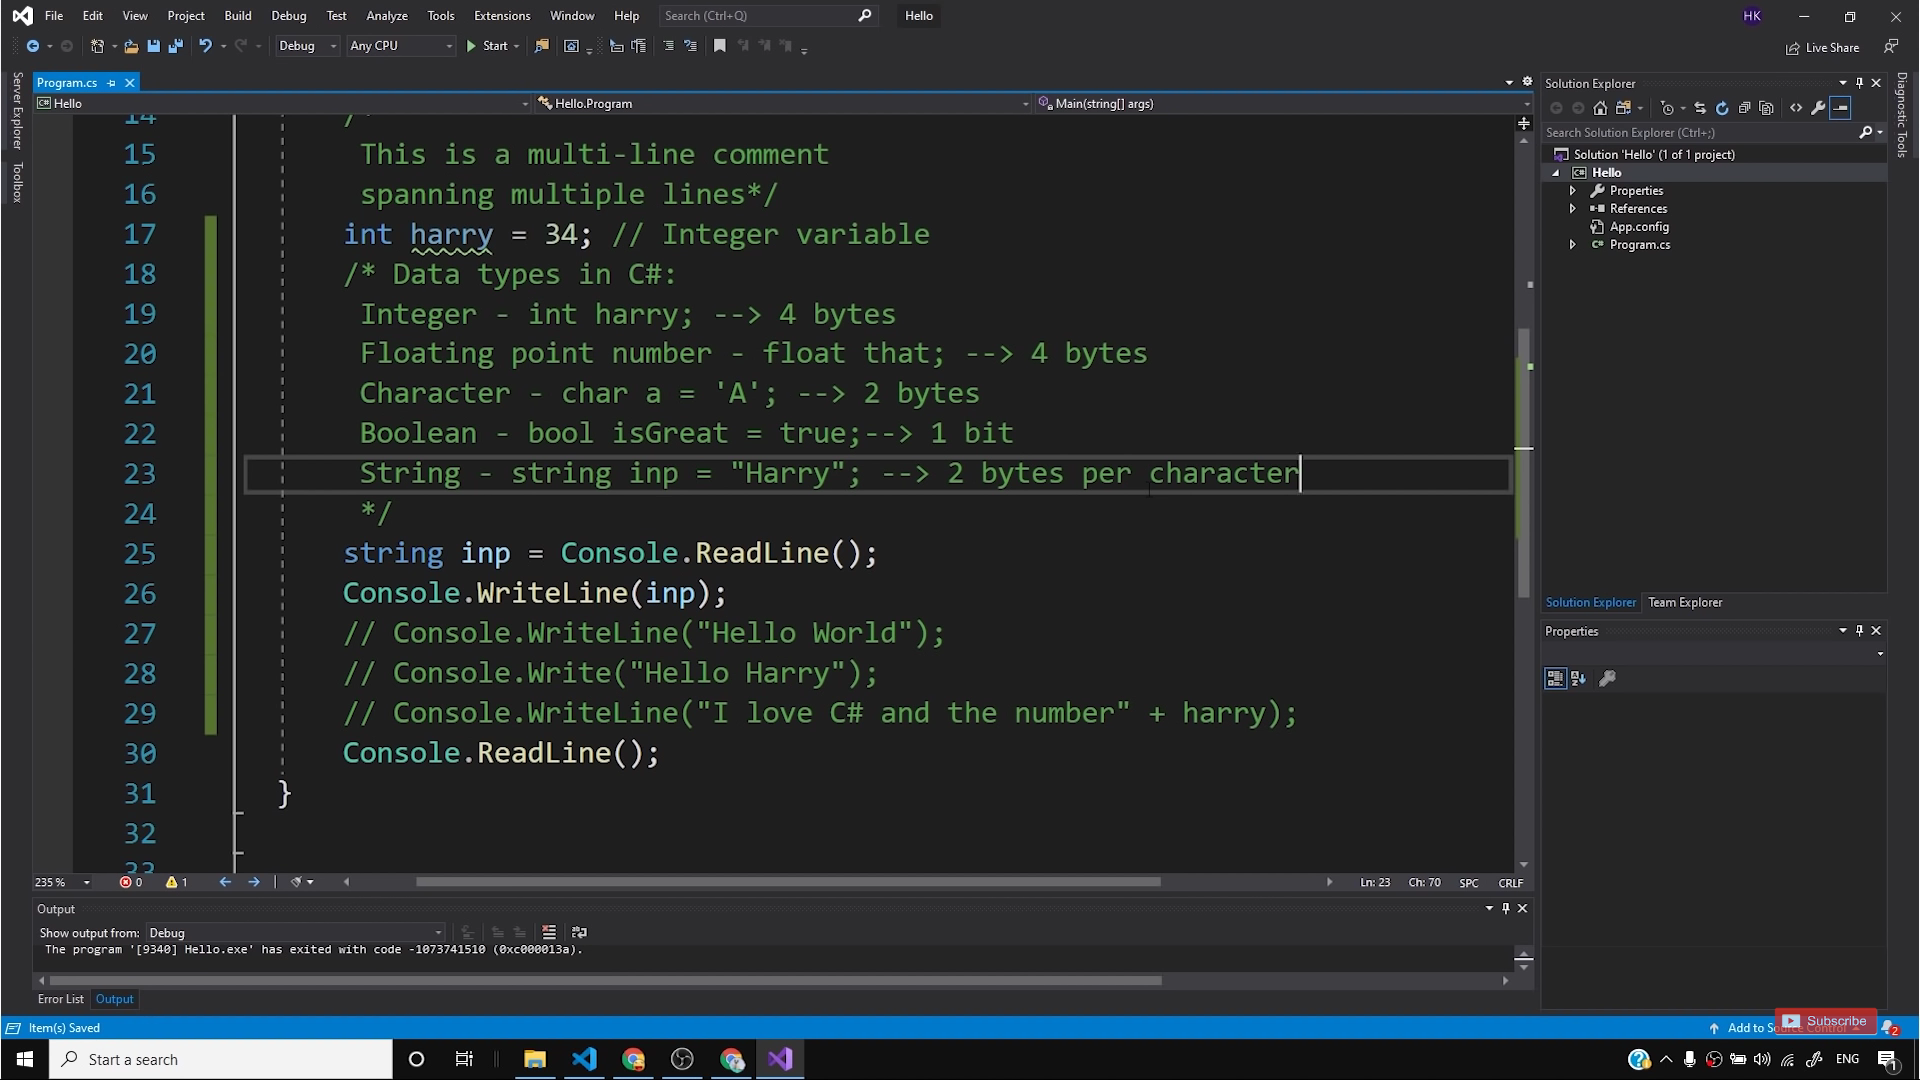 File Edit View Project Build Debug Test Analyze Tools Extensions Window Help Search (Ctrl+Q) Hello HK
Debug Any CPU Start Live Share
Server Explorer
Toolbox
Program.cs
C# Hello Hello.Program Main(string[] args)
14 /*
15 This is a multi-line comment
16 spanning multiple lines*/
17 int harry = 34; // Integer variable
18 /* Data types in C#:
19 Integer - int harry; --> 4 bytes
20 Floating point number - float that; --> 4 bytes
21 Character - char a = 'A'; --> 2 bytes
22 Boolean - bool isGreat = true;--> 1 bit
23 String - string inp = "Harry"; --> 2 bytes per character
24 */
25 string inp = Console.ReadLine();
26 Console.WriteLine(inp);
27 // Console.WriteLine("Hello World");
28 // Console.Write("Hello Harry");
29 // Console.WriteLine("I love C# and the number" + harry);
30 Console.ReadLine();
31 }
32
33
235 % 0 1 Ln: 23 Ch: 70 SPC CRLF
Output
Show output from: Debug
The program '[9340] Hello.exe' has exited with code -1073741510 (0xc000013a).
Error List Output
Solution Explorer
Search Solution Explorer (Ctrl+;)
Solution 'Hello' (1 of 1 project)
C# Hello
Properties
References
App.config
C# Program.cs
Solution Explorer Team Explorer
Properties
Diagnostic Tools
Item(s) Saved
Add to Source Control
2
Subscribe
Start a search
ENG
1